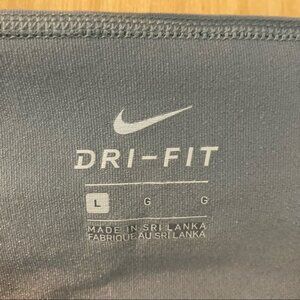 DRI-FIT
L G G
MADE IN SRI LANKA
FABRIQUÉ AU SRI LANKA